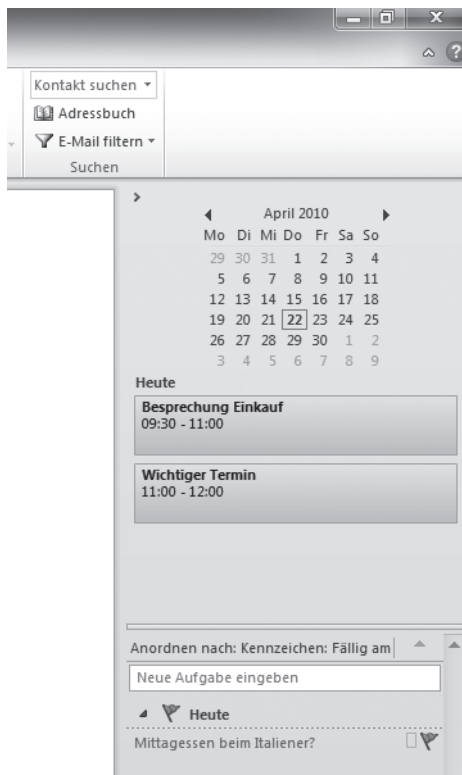 Kontakt suchen
Adressbuch
E-Mail filtern
Suchen
April 2010
Mo Di Mi Do Fr Sa So
29 30 31 1 2 3 4
5 6 7 8 9 10 11
12 13 14 15 16 17 18
19 20 21 22 23 24 25
26 27 28 29 30 1 2
3 4 5 6 7 8 9
Heute
Besprechung Einkauf
09:30 - 11:00
Wichtiger Termin
11:00 - 12:00
Anordnen nach: Kennzeichen: Fällig am
Neue Aufgabe eingeben
Heute
Mittagessen beim Italiener?